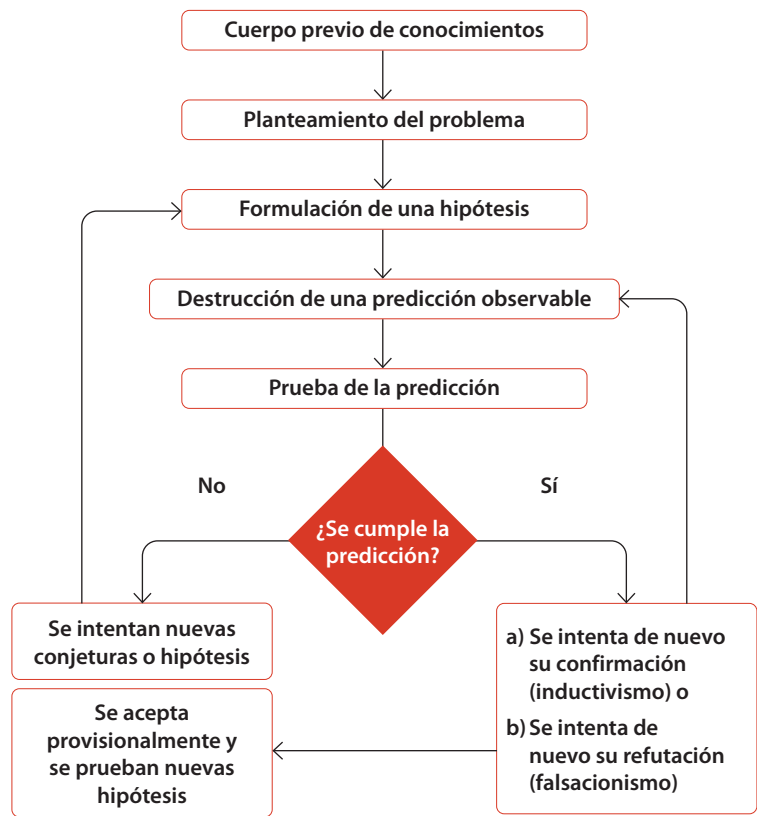 Cuerpo previo de conocimientos
Planteamiento del problema
Formulación de una hipótesis
Destrucción de una predicción observable
Prueba de la predicción
No
Sí
¿Se cumple la
predicción?
Se intentan nuevas
conjeturas o hipótesis
Se acepta
provisionalmente y
se prueban nuevas
hipótesis
a) Se intenta de nuevo
su confirmación
(inductivismo) o
b) Se intenta de
nuevo su refutación
(falsacionismo)